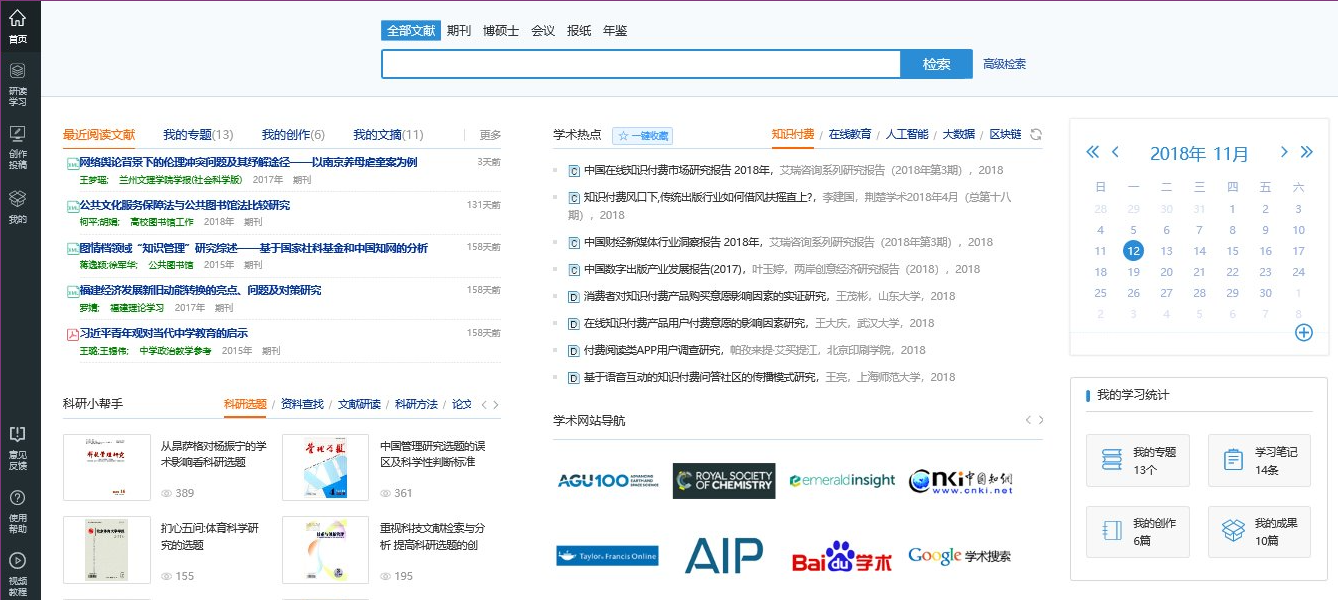 首页
研读
学习
创作
投稿
我的
意见
反馈
使用
帮助
视频
教程
全部文献 期刊 博硕士 会议 报纸 年鉴
检索 高级检索
最近阅读文献 我的专题(13) 我的创作(6) 我的文摘(11) 更多
网络舆论背景下的伦理冲突问题及其纾解途径——以南京养母虐童案为例 3天前
王梦瑶; 兰州文理学院学报(社会科学版) 2017年 期刊
公共文化服务保障法与公共图书馆法比较研究 131天前
柯平;胡娟; 高校图书馆工作 2018年 期刊
图情档领域“知识管理”研究综述——基于国家社科基金和中国知网的分析 158天前
蒋逸颖;徐军华; 公共图书馆 2015年 期刊
福建经济发展新旧动能转换的亮点、问题及对策研究 158天前
罗清; 福建理论学习 2017年 期刊
习近平青年观对当代中学教育的启示 158天前
王璐;王提伟; 中学政治教学参考 2015年 期刊
科研小帮手 科研选题 / 资料查找 / 文献研读 / 科研方法 / 论文
从昂萨格对杨振宁的学
术影响看科研选题
389
中国管理研究选题的误
区及科学性判断标准
361
扪心五问:体育科学研
究的选题
155
重视科技文献检索与分
析 提高科研选题的创
195
科技管理研究
管理学报
学术热点 ☆一键收藏 知识付费 / 在线教育 / 人工智能 / 大数据 / 区块链
C 中国在线知识付费市场研究报告 2018年，艾瑞咨询系列研究报告（2018年第3期），2018
C 知识付费风口下,传统出版行业如何借风扶摇直上?，李建国，荆楚学术2018年4月（总第十八
期），2018
C 中国财经新媒体行业洞察报告 2018年，艾瑞咨询系列研究报告（2018年第3期），2018
C 中国数字出版产业发展报告(2017)，叶玉婷，两岸创意经济研究报告（2018），2018
D 消费者对知识付费产品购买意愿影响因素的实证研究，王茂彬，山东大学，2018
D 在线知识付费产品用户付费意愿的影响因素研究，王大庆，武汉大学，2018
D 付费阅读类APP用户调查研究，帕孜来提·艾买提江，北京印刷学院，2018
D 基于语音互动的知识付费问答社区的传播模式研究，王亮，上海师范大学，2018
学术网站导航
AGU100 ADVANCING EARTH AND SPACE SCIENCE
ROYAL SOCIETY
OF CHEMISTRY
emerald insight
cnki 中国知网
www.cnki.net
Taylor & Francis Online
AIP
Bai du 学术
Google 学术搜索
2018年 11月
日 一 二 三 四 五 六
28 29 30 31 1 2 3
4 5 6 7 8 9 10
11 12 13 14 15 16 17
18 19 20 21 22 23 24
25 26 27 28 29 30 1
2 3 4 5 6 7 8
我的学习统计
我的专题
13个
学习笔记
14条
我的创作
6篇
我的成果
10篇